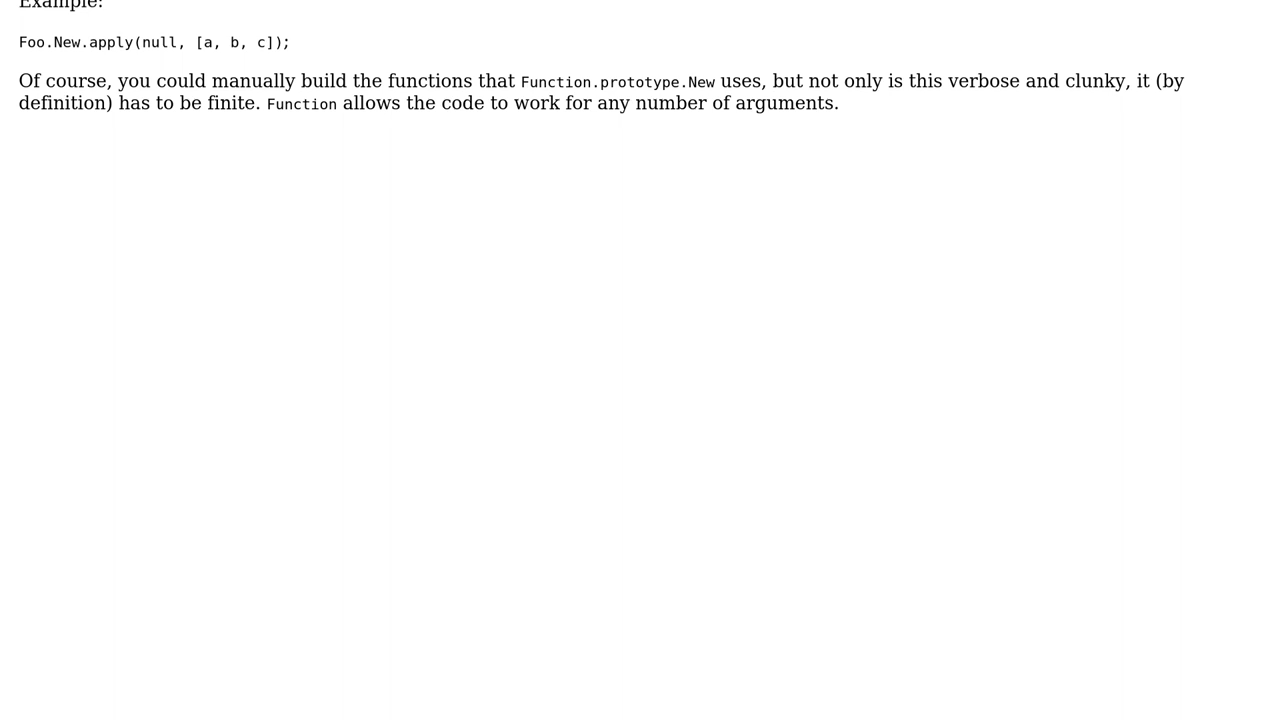 Example:
Foo.New.apply(null, [a, b, c]);
Of course, you could manually build the functions that Function.prototype.New uses, but not only is this verbose and clunky, it (by
definition) has to be finite. Function allows the code to work for any number of arguments.